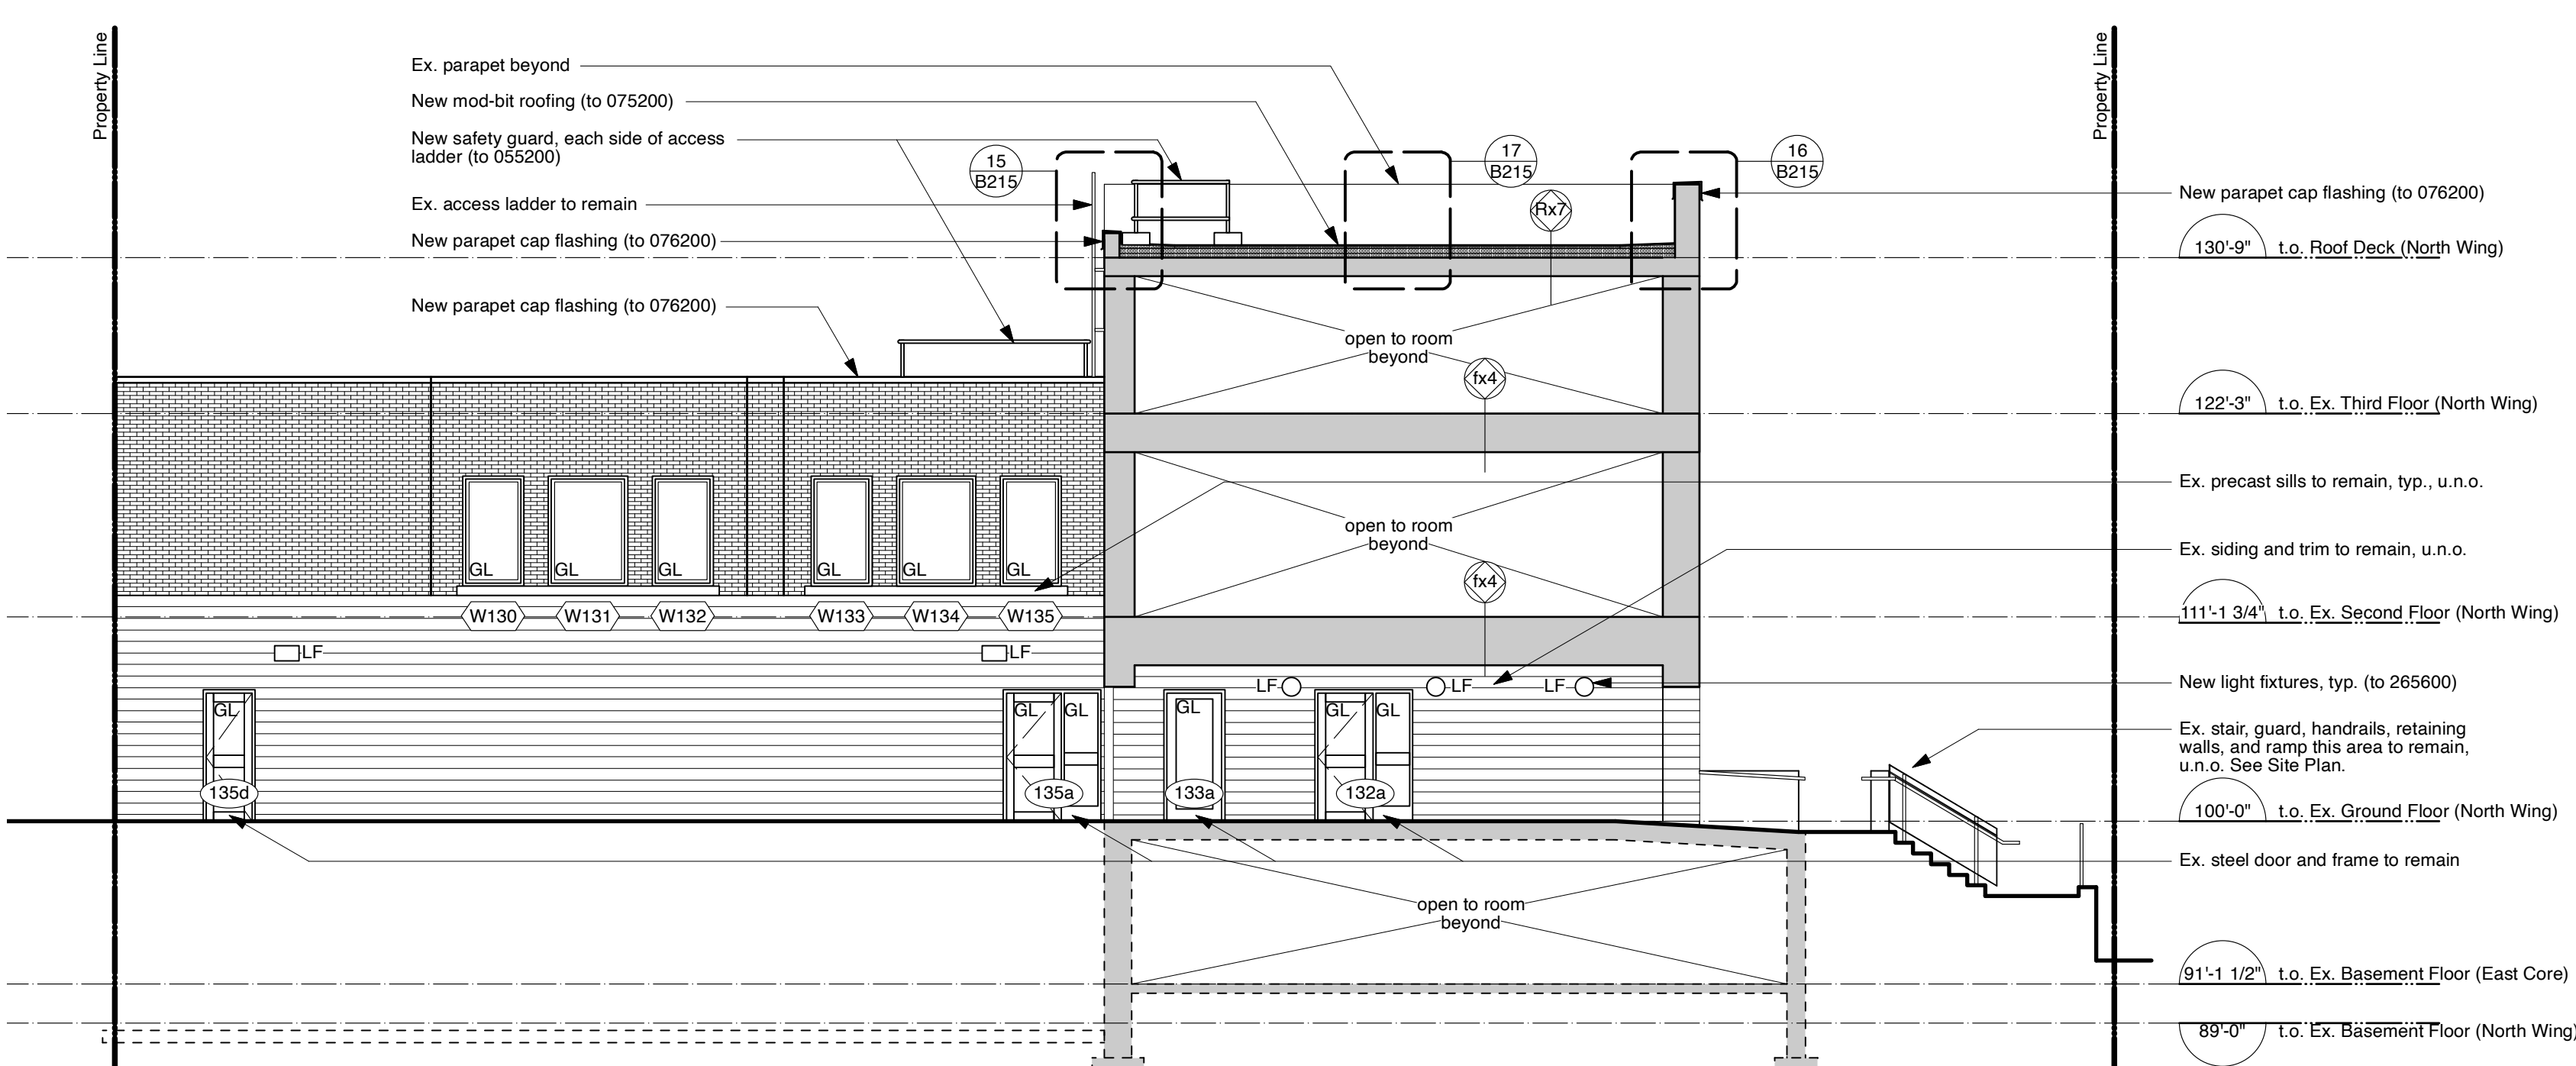 Property Line
Ex. parapet beyond
New mod-bit roofing (to 075200)
New safety guard, each side of access
ladder (to 055200)
Ex. access ladder to remain
New parapet cap flashing (to 076200)
New parapet cap flashing (to 076200)
15
B215
17
B215
16
B215
Rx7
open to room
beyond
fx4
open to room
beyond
fx4
GL
GL
GL
GL
GL
GL
W130
W131
W132
W133
W134
W135
LF
LF
LF
LF
LF
GL
GL
GL
GL
GL
GL
135d
135a
133a
132a
open to room
beyond
Property Line
New parapet cap flashing (to 076200)
130'-9" t.o. Roof Deck (North Wing)
122'-3" t.o. Ex. Third Floor (North Wing)
Ex. precast sills to remain, typ., u.n.o.
Ex. siding and trim to remain, u.n.o.
111'-1 3/4" t.o. Ex. Second Floor (North Wing)
New light fixtures, typ. (to 265600)
Ex. stair, guard, handrails, retaining
walls, and ramp this area to remain,
u.n.o. See Site Plan.
100'-0" t.o. Ex. Ground Floor (North Wing)
Ex. steel door and frame to remain
91'-1 1/2" t.o. Ex. Basement Floor (East Core)
89'-0" t.o. Ex. Basement Floor (North Wing)